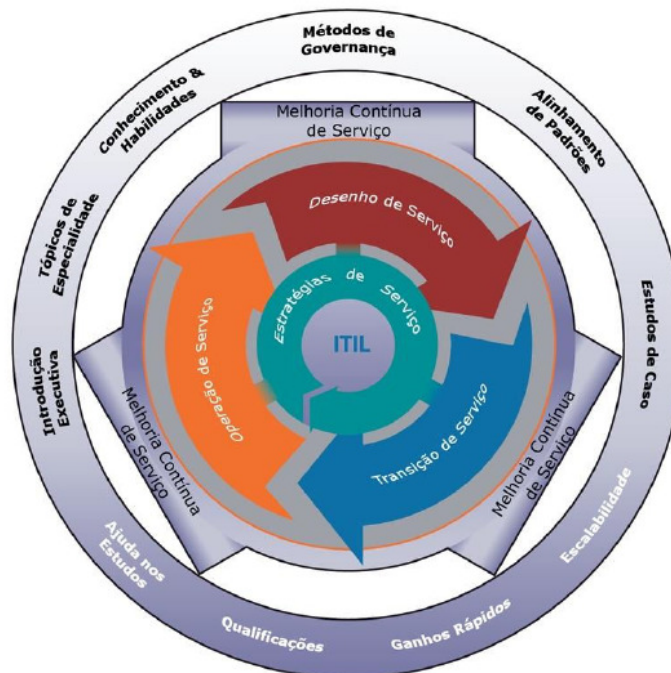 Métodos de
Governança
Alinhamento
de Padrões
Estudos de Caso
Escalabilidade
Ganhos Rápidos
Qualificações
Ajuda nos
Estudos
Introdução
Executiva
Tópicos de
Especialidade
Conhecimento &
Habilidades
Melhoria Contínua
de Serviço
Melhoria Contínua
de Serviço
Melhoria Contínua
de Serviço
Desenho de Serviço
Transição de Serviço
Operação de Serviço
Estratégias de Serviço
ITIL